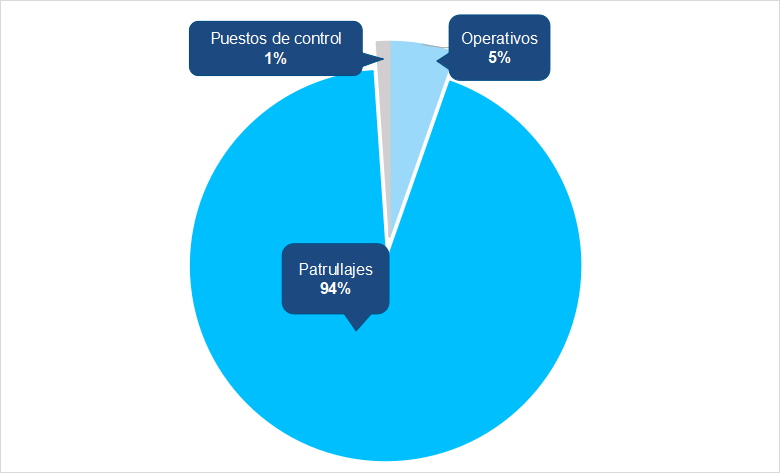 Puestos de control
1%
Operativos
5%
Patrullajes
94%